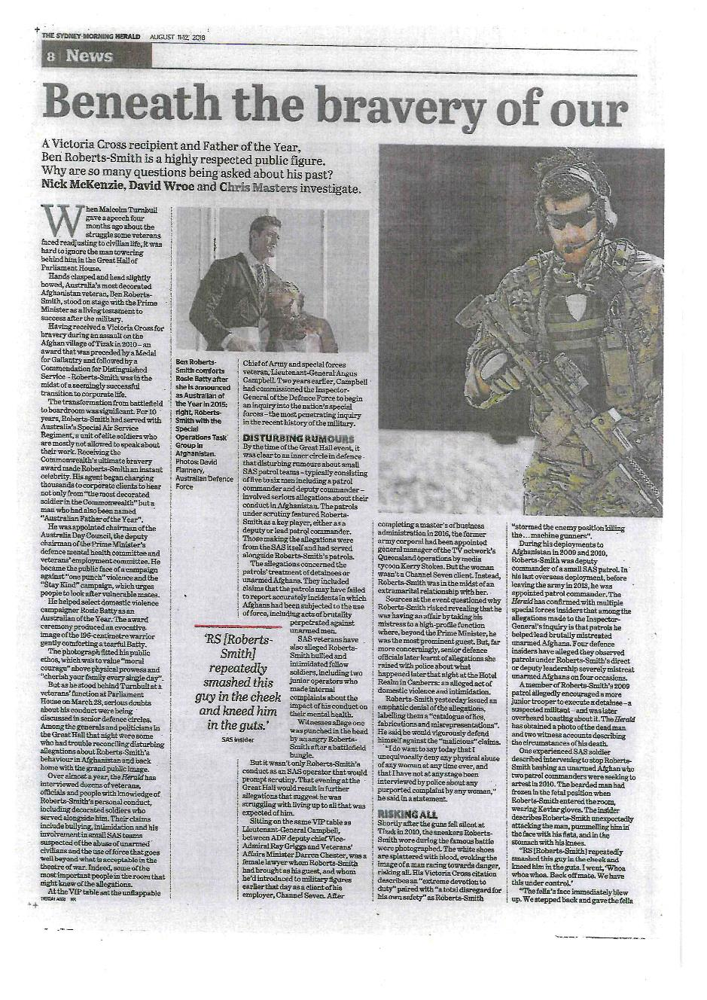 THE SYDNEY MORNING HERALD AUGUST 11-12, 2018
8 News
Beneath the bravery of our
A Victoria Cross recipient and Father of the Year,
Ben Roberts-Smith is a highly respected public figure.
Why are so many questions being asked about his past?
Nick McKenzie, David Wroe and Chris Masters investigate.
When Malcolm Turnbull
gave a speech four
months ago about the
struggle some veterans
faced readjusting to civilian life, it was
hard to ignore the man towering
behind him in the Great Hall of
Parliament House.
Hands clasped and head slightly
bowed, Australia's most decorated
Afghanistan veteran, Ben Roberts-
Smith, stood on stage with the Prime
Minister as a living testament to
success after the military.
Having received a Victoria Cross for
bravery during an assault on the
Afghan village of Tizak in 2010 – an
award that was preceded by a Medal
for Gallantry and followed by a
Commendation for Distinguished
Service – Roberts-Smith was in the
midst of a seemingly successful
transition to corporate life.
The transformation from battlefield
to boardroom was significant. For 10
years, Roberts-Smith had served with
Australia's Special Air Service
Regiment, a unit of elite soldiers who
are mostly not allowed to speak about
their work. Receiving the
Commonwealth's ultimate bravery
award made Roberts-Smith an instant
celebrity. His agent began charging
thousands to corporate clients to hear
not only from "the most decorated
soldier in the Commonwealth" but a
man who had also been named
"Australian Father of the Year".
He was appointed chairman of the
Australia Day Council, the deputy
chairman of the Prime Minister's
defence mental health committee and
veterans' employment committee. He
became the public face of a campaign
against "one punch" violence and the
"Stay Kind" campaign, which urges
people to look after vulnerable mates.
He helped select domestic violence
campaigner Rosie Batty as an
Australian of the Year. The award
ceremony produced an evocative
image of the 196-centimetre warrior
gently comforting a tearful Batty.
The photograph fitted his public
ethos, which was to value "moral
courage" above physical prowess and
"cherish your family every single day".
But as he stood behind Turnbull at a
veterans' function at Parliament
House on March 28, serious doubts
about his conduct were being
discussed in senior defence circles.
Among the generals and politicians in
the Great Hall that night were some
who had trouble reconciling disturbing
allegations about Roberts-Smith's
behaviour in Afghanistan and back
home with the grand public image.
Over almost a year, the Herald has
interviewed dozens of veterans,
officials and people with knowledge of
Roberts-Smith's personal conduct,
including decorated soldiers who
served alongside him. Their claims
include bullying, intimidation and his
involvement in small SAS teams
suspected of the abuse of unarmed
civilians and the use of force that goes
well beyond what is acceptable in the
theatre of war. Indeed, some of the
most important people in the room that
night knew of the allegations.
At the VIP table sat the unflappable
Ben Roberts-
Smith comforts
Rosie Batty after
she is announced
as Australian of
the Year in 2015;
right, Roberts-
Smith with the
Special
Operations Task
Group in
Afghanistan.
Photos: David
Flannery,
Australian Defence
Force
Chief of Army and special forces
veteran, Lieutenant-General Angus
Campbell. Two years earlier, Campbell
had commissioned the Inspector-
General of the Defence Force to begin
an inquiry into the nation's special
forces – the most penetrating inquiry
in the recent history of the military.
DISTURBING RUMOURS
By the time of the Great Hall event, it
was clear to an inner circle in defence
that disturbing rumours about small
SAS patrol teams – typically consisting
of five to six men including a patrol
commander and deputy commander –
involved serious allegations about their
conduct in Afghanistan. The patrols
under scrutiny featured Roberts-
Smith as a key player, either as a
deputy or lead patrol commander.
Those making the allegations were
from the SAS itself and had served
alongside Roberts-Smith's patrols.
The allegations concerned the
patrols' treatment of detainees or
unarmed Afghans. They included
claims that the patrols may have failed
to report accurately incidents in which
Afghans had been subjected to the use
of force, including acts of brutality
perpetrated against
unarmed men.
SAS veterans have
also alleged Roberts-
Smith bullied and
intimidated fellow
soldiers, including two
junior operators who
made internal
complaints about the
impact of his conduct on
their mental health.
Witnesses allege one
was punched in the head
by an angry Roberts-
Smith after a battlefield
bungle.
'RS [Roberts-
Smith]
repeatedly
smashed this
guy in the cheek
and kneed him
in the guts.'
SAS insider
But it wasn't only Roberts-Smith's
conduct as an SAS operator that would
prompt scrutiny. That evening at the
Great Hall would result in further
allegations that suggest he was
struggling with living up to all that was
expected of him.
Sitting on the same VIP table as
Lieutenant-General Campbell,
between ADF deputy chief Vice-
Admiral Ray Griggs and Veterans'
Affairs Minister Darren Chester, was a
female lawyer whom Roberts-Smith
had brought as his guest, and whom
he'd introduced to military figures
earlier that day as a client of his
employer, Channel Seven. After
completing a master's of business
administration in 2016, the former
army corporal had been appointed
general manager of the TV network's
Queensland operations by media
tycoon Kerry Stokes. But the woman
wasn't a Channel Seven client. Instead,
Roberts-Smith was in the midst of an
extramarital relationship with her.
Sources at the event questioned why
Roberts-Smith risked revealing that he
was having an affair by taking his
mistress to a high-profile function
where, beyond the Prime Minister, he
was the most prominent guest. But, far
more concerningly, senior defence
officials later learnt of allegations she
raised with police about what
happened later that night at the Hotel
Realm in Canberra: an alleged act of
domestic violence and intimidation.
Roberts-Smith yesterday issued an
emphatic denial of the allegations,
labelling them a "catalogue of lies,
fabrications and misrepresentations".
He said he would vigorously defend
himself against the "malicious" claims.
"I do want to say today that I
unequivocally deny any physical abuse
of any woman at any time ever, and
that I have not at any stage been
interviewed by police about any
purported complaint by any woman,"
he said in a statement.
RISKING ALL
Shortly after the guns fell silent at
Tizak in 2010, the sneakers Roberts-
Smith wore during the famous battle
were photographed. The white shoes
are splattered with blood, evoking the
image of a man racing towards danger,
risking all. His Victoria Cross citation
describes an "extreme devotion to
duty" paired with "a total disregard for
his own safety" as Roberts-Smith
"stormed the enemy position killing
the... machine gunners".
During his deployments to
Afghanistan in 2009 and 2010,
Roberts-Smith was deputy
commander of a small SAS patrol. In
his last overseas deployment, before
leaving the army in 2013, he was
appointed patrol commander. The
Herald has confirmed with multiple
special forces insiders that among the
allegations made to the Inspector-
General's inquiry is that patrols he
helped lead brutally mistreated
unarmed Afghans. Four defence
insiders have alleged they observed
patrols under Roberts-Smith's direct
or deputy leadership severely mistreat
unarmed Afghans on four occasions.
A member of Roberts-Smith's 2009
patrol allegedly encouraged a more
junior trooper to execute a detainee – a
suspected militant – and was later
overheard boasting about it. The Herald
has obtained a photo of the dead man
and two witness accounts describing
the circumstances of his death.
One experienced SAS soldier
described intervening to stop Roberts-
Smith bashing an unarmed Afghan who
two patrol commanders were seeking to
arrest in 2010. The bearded man had
frozen in the fetal position when
Roberts-Smith entered the room,
wearing Kevlar gloves. The insider
describes Roberts-Smith unexpectedly
attacking the man, pummelling him in
the face with his fists, and in the
stomach with his knees.
"RS [Roberts-Smith] repeatedly
smashed this guy in the cheek and
kneed him in the guts. I went, 'Whoa
whoa whoa. Back off mate. We have
this under control.'
"The fella's face immediately blew
up. We stepped back and gave the fella